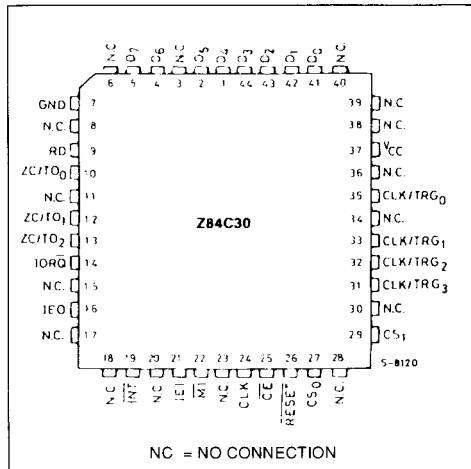 NC D7 D6 NC D5 D4 D3 D2 D1 D0 NC
6 5 4 3 2 1 44 43 42 41 40
GND 7
N.C. 8
RD 9
ZC/TO0 10
N.C. 11
ZC/TO1 12
ZC/TO2 13
IORQ 14
N.C. 15
IEO 16
N.C. 17
Z84C30
39 N.C
38 N.C.
37 VCC
36 N.C.
35 CLK/TRG0
34 N.C.
33 CLK/TRG1
32 CLK/TRG2
31 CLK/TRG3
30 N.C.
29 CS1
S-8120
18 19 20 21 22 23 24 25 26 27 28
N.C INT N.C IEI M1 N.C CLK CE RESET CS0 N.C.
NC = NO CONNECTION